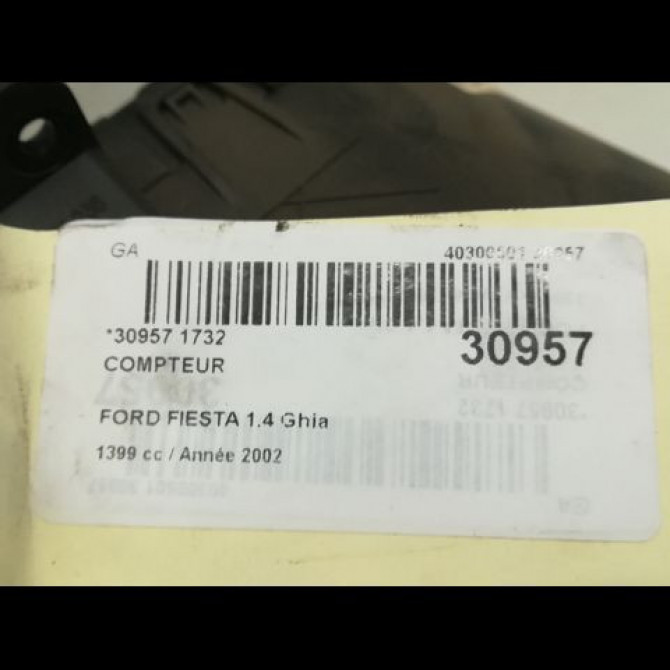 GA
*30957 1732
30957
COMPTEUR
FORD FIESTA 1.4 Ghia
1399 cc / Année 2002